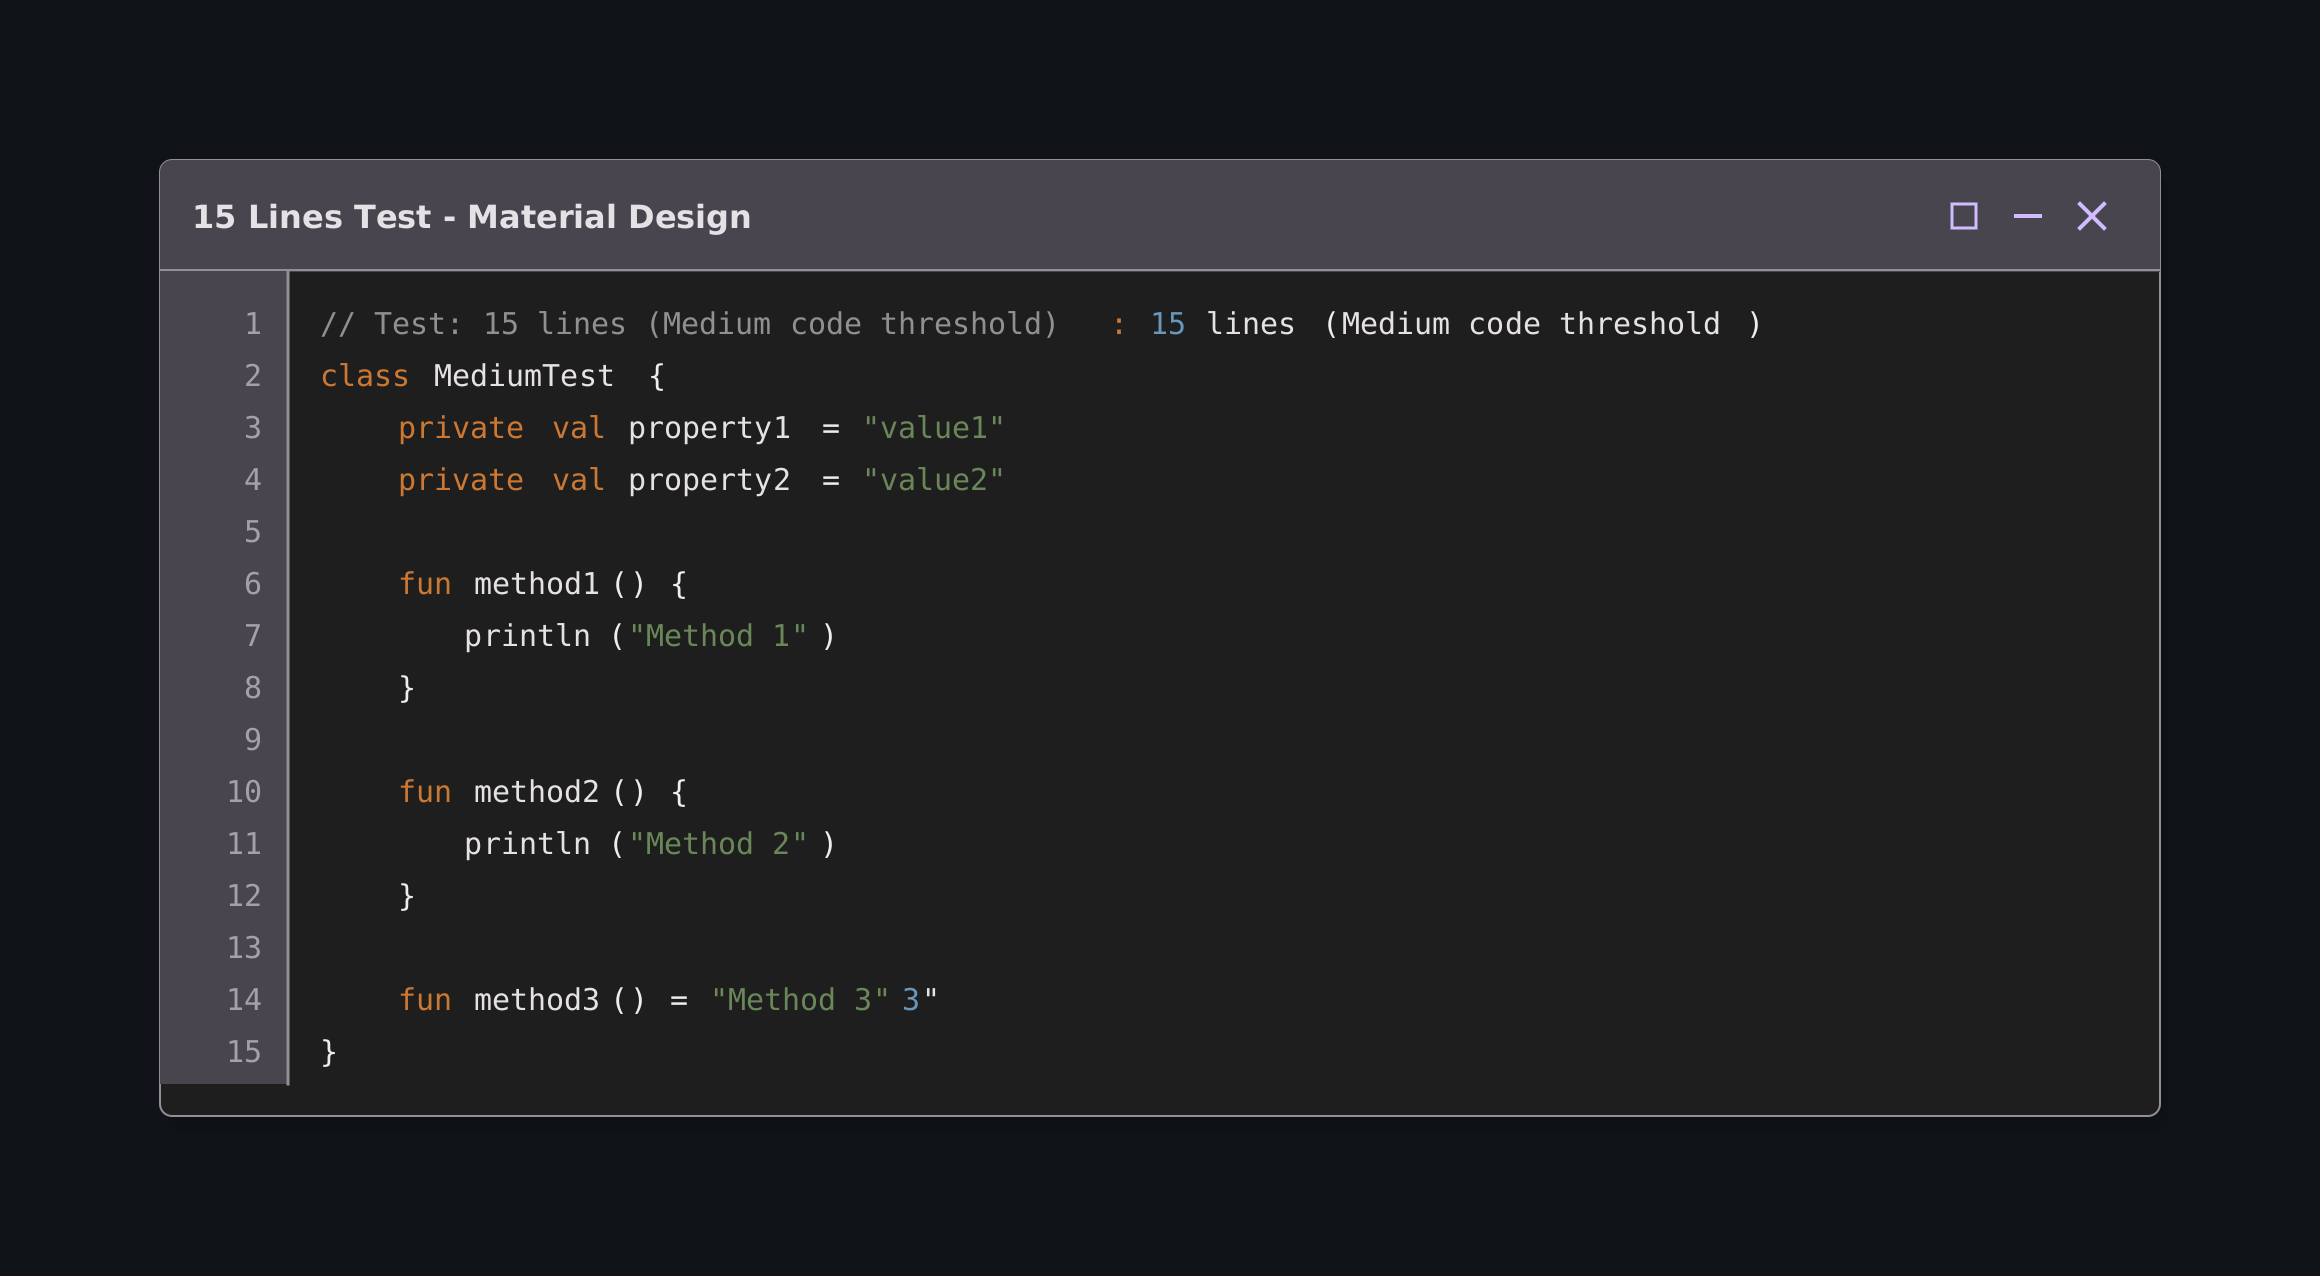 15 Lines Test - Material Design
1 // Test: 15 lines (Medium code threshold) : 15 lines (Medium code threshold )
2 class MediumTest {
3 private val property1 = "value1"
4 private val property2 = "value2"
5
6 fun method1 () {
7 println ("Method 1" )
8 }
9
10 fun method2 () {
11 println ("Method 2" )
12 }
13
14 fun method3 () = "Method 3" 3"
15 }